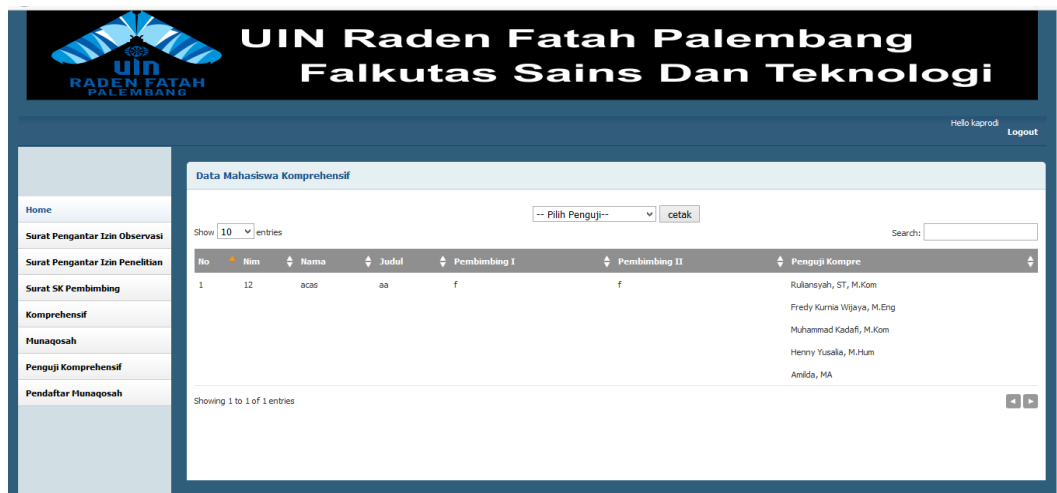 uin
RADEN FATAH
PALEMBANG
UIN Raden Fatah Palembang
Falkutas Sains Dan Teknologi
Hello kaprodi
Logout
Home
Surat Pengantar Izin Observasi
Surat Pengantar Izin Penelitian
Surat SK Pembimbing
Komprehensif
Munaqosah
Penguji Komprehensif
Pendaftar Munaqosah
Data Mahasiswa Komprehensif
-- Pilih Penguji-- cetak
Show 10 entries Search:
No Nim Nama Judul Pembimbing I Pembimbing II Penguji Kompre
1 12 acas aa f f Ruliansyah, ST, M.Kom
Fredy Kurnia Wijaya, M.Eng
Muhammad Kadafi, M.Kom
Henny Yusalia, M.Hum
Amilda, MA
Showing 1 to 1 of 1 entries